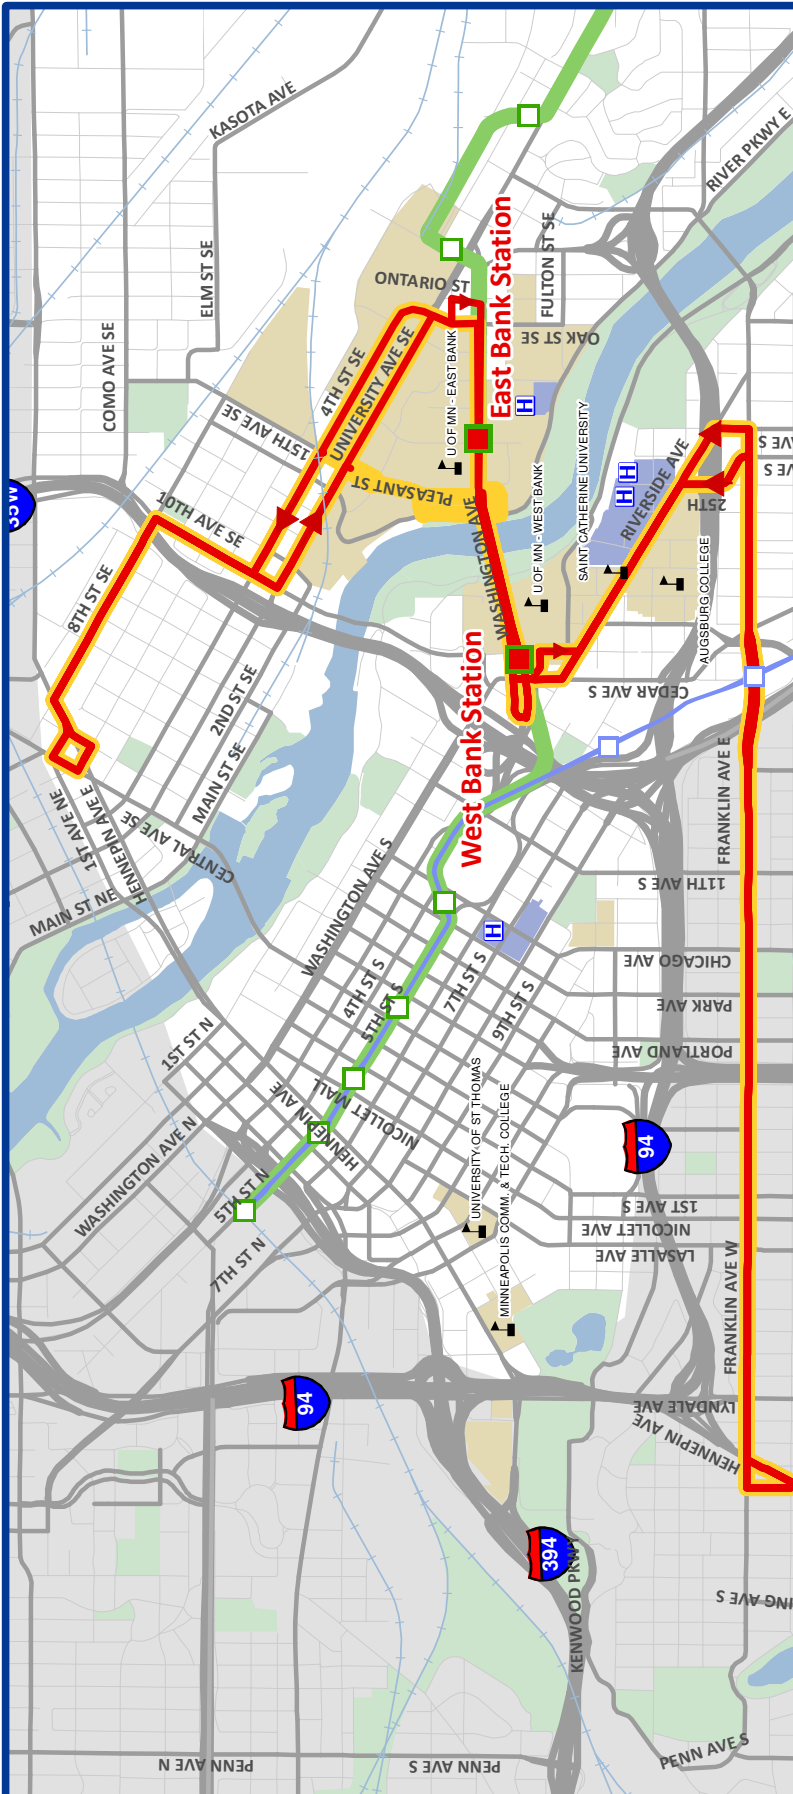 35W
KASOTA AVE
ELM ST SE
COMO AVE SE
RIVER PKWY E
FULTON ST SE
ONTARIO ST
East Bank Station
OAK ST SE
U OF MN - EAST BANK
H
4TH ST SE
UNIVERSITY AVE SE
15TH AVE SE
PLEASANT ST
10TH AVE SE
8TH ST SE
WASHINGTON AVE
U OF MN - WEST BANK
SAINT CATHERINE UNIVERSITY
H
H
RIVERSIDE AVE
25TH
AVE S
AVE S
AUGSBURG COLLEGE
West Bank Station
CEDAR AVE S
2ND ST SE
MAIN ST SE
CENTRAL AVE SE
1ST AVE NE
HENNEPIN AVE E
MAIN ST NE
WASHINGTON AVE S
4TH ST S
5TH ST S
7TH ST S
9TH ST S
H
FRANKLIN AVE E
11TH AVE S
CHICAGO AVE
PARK AVE
PORTLAND AVE
1ST ST N
HENNEPIN AVE
NICOLLET MALL
HENNEPIN AVE
WASHINGTON AVE N
5TH ST N
7TH ST N
UNIVERSITY OF ST THOMAS
MINNEAPOLIS COMM. & TECH. COLLEGE
94
1ST AVE S
NICOLLET AVE
LASALLE AVE
FRANKLIN AVE W
LYNDALE AVE
HENNEPIN AVE
94
394
KENWOOD PKWY
ING AVE S
PENN AVE N
PENN AVE S
PENN AVE S